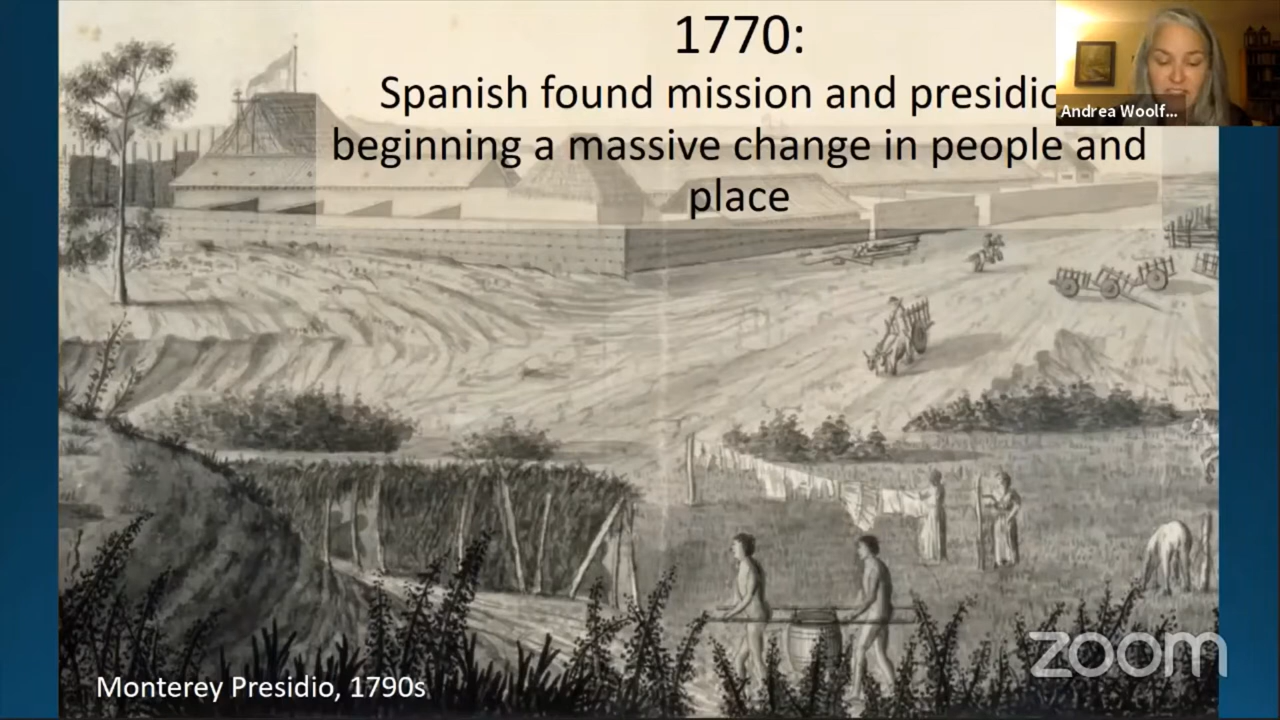 1770:
Spanish found mission and presidio
beginning a massive change in people and
place
Andrea Woolf...
Monterey Presidio, 1790s
zoom